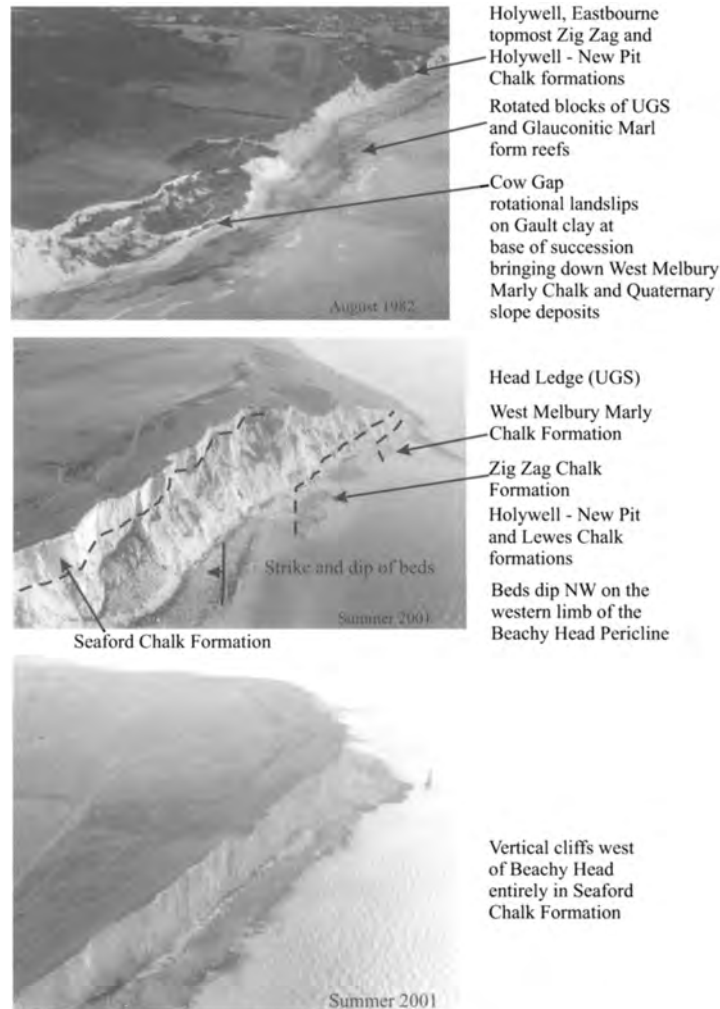 Holywell, Eastbourne
topmost Zig Zag and
Holywell - New Pit
Chalk formations
Rotated blocks of UGS
and Glauconitic Marl
form reefs
Cow Gap
rotational landslips
on Gault clay at
base of succession
bringing down West Melbury
Marly Chalk and Quaternary
slope deposits
August 1982
Head Ledge (UGS)
West Melbury Marly
Chalk Formation
Zig Zag Chalk
Formation
Holywell - New Pit
and Lewes Chalk
formations
Strike and dip of beds
Beds dip NW on the
western limb of the
Beachy Head Pericline
Summer 2001
Seaford Chalk Formation
Vertical cliffs west
of Beachy Head
entirely in Seaford
Chalk Formation
Summer 2001